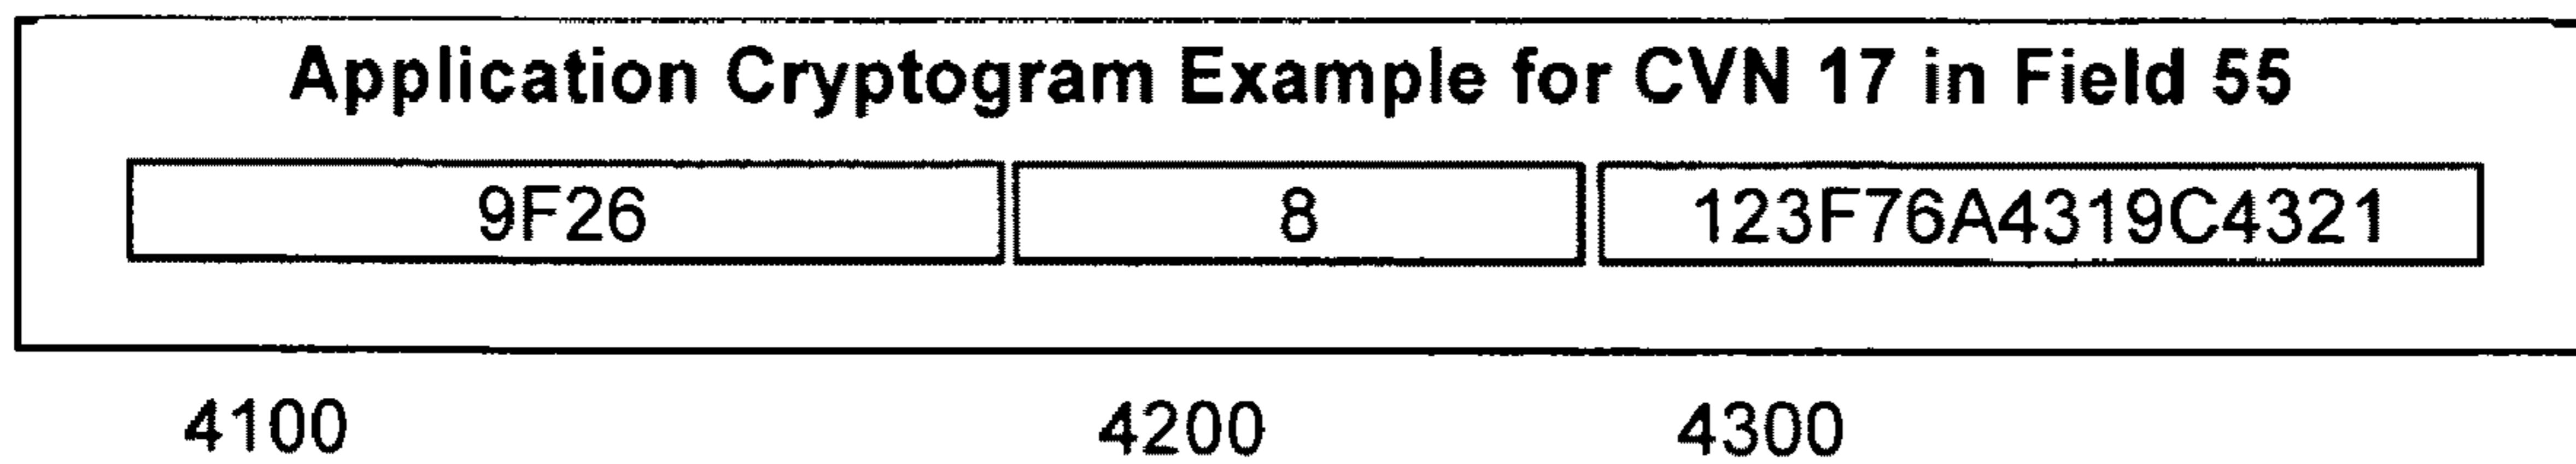 Application Cryptogram Example for CVN 17 in Field 55
9F26 8 123F76A4319C4321
4100 4200 4300